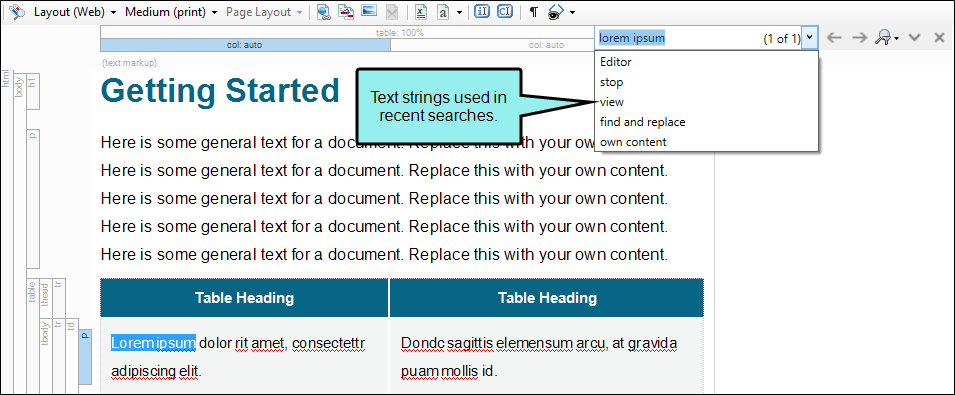 Layout (Web) Medium (print) Page Layout
table: 100%
col: auto col: auto
lorem ipsum (1 of 1)
Editor
stop
view
find and replace
own content
Text strings used in
recent searches.
html
body
h1
p
table
thead
tr
tbody
tr
td
p
(text markup)
Getting Started
Here is some general text for a document. Replace this with your own content.
Here is some general text for a document. Replace this with your own content.
Here is some general text for a document. Replace this with your own content.
Here is some general text for a document. Replace this with your own content.
Here is some general text for a document. Replace this with your own content.
Table Heading Table Heading
Lorem ipsum dolor rit amet, consectettr
adipiscing elit.
Dondc sagittis elemensum arcu, at gravida
puam mollis id.